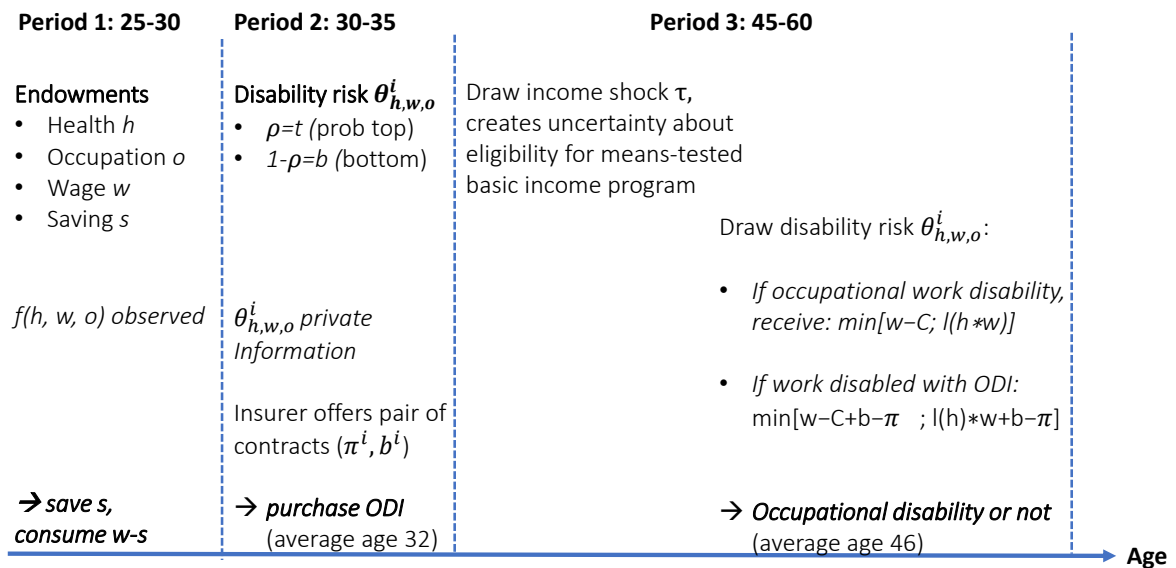 Period 1: 25-30
Period 2: 30-35
Period 3: 45-60
Endowments
• Health h
• Occupation o
• Wage w
• Saving s
f(h, w, o) observed
→ save s,
consume w-s
Disability risk θ^i_{h,w,o}
• ρ=t (prob top)
• 1-ρ=b (bottom)
θ^i_{h,w,o} private
Information
Insurer offers pair of
contracts (π^i, b^i)
→ purchase ODI
(average age 32)
Draw income shock τ,
creates uncertainty about
eligibility for means-tested
basic income program
Draw disability risk θ^i_{h,w,o}:
• If occupational work disability,
receive: min[w−C; l(h∗w)]
• If work disabled with ODI:
min[w−C+b−π ; l(h)∗w+b−π]
→ Occupational disability or not
(average age 46)
Age